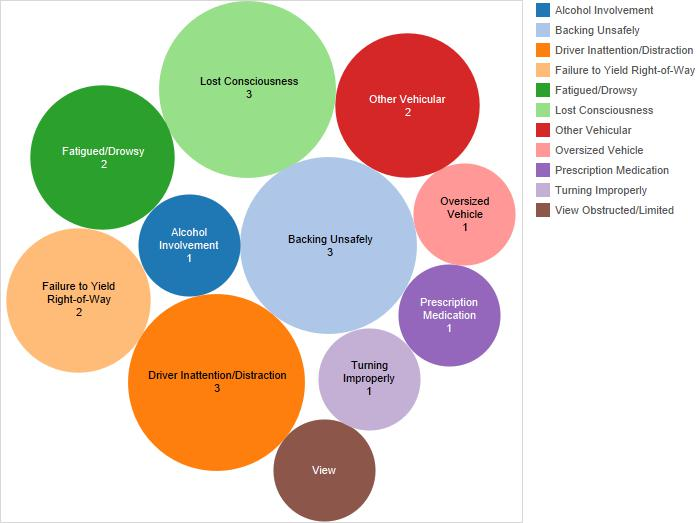 Lost Consciousness
3
Other Vehicular
2
Fatigued/Drowsy
2
Oversized
Vehicle
1
Alcohol
Involvement
1
Backing Unsafely
3
Failure to Yield
Right-of-Way
2
Prescription
Medication
1
Driver Inattention/Distraction
3
Turning
Improperly
1
View
Alcohol Involvement
Backing Unsafely
Driver Inattention/Distraction
Failure to Yield Right-of-Way
Fatigued/Drowsy
Lost Consciousness
Other Vehicular
Oversized Vehicle
Prescription Medication
Turning Improperly
View Obstructed/Limited